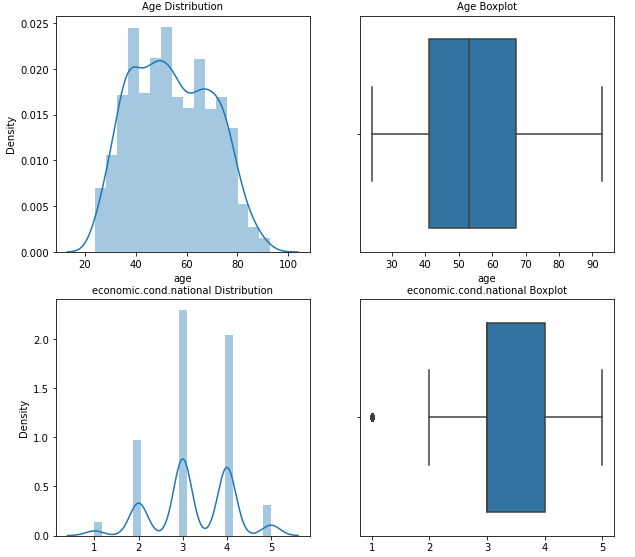 Age Distribution
0.025
0.020
0.015
0.010
0.005
0.000
Density
20 40 60 80 100
age
Age Boxplot
30 40 50 60 70 80 90
age
economic.cond.national Distribution
2.0
1.5
1.0
0.5
0.0
Density
1 2 3 4 5
economic.cond.national Boxplot
1 2 3 4 5